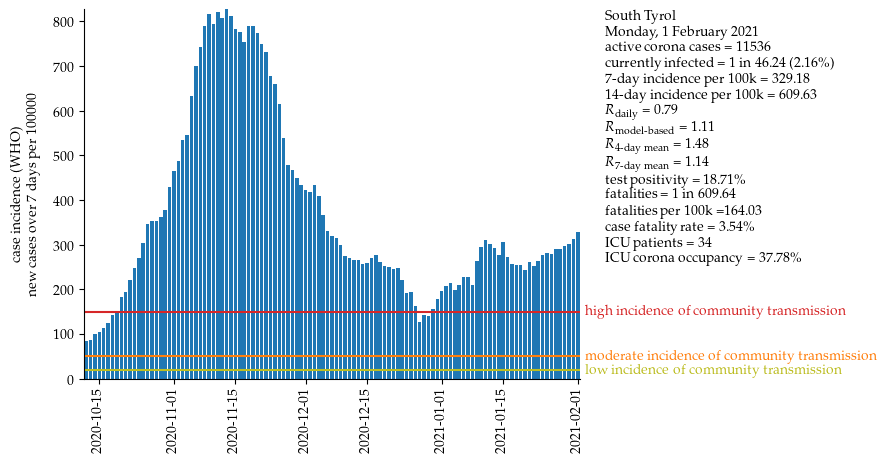 South Tyrol
Monday, 1 February 2021
active corona cases = 11536
currently infected = 1 in 46.24 (2.16%)
7-day incidence per 100k = 329.18
14-day incidence per 100k = 609.63
R daily = 0.79
R model-based = 1.11
R 4-day mean = 1.48
R 7-day mean = 1.14
test positivity = 18.71%
fatalities = 1 in 609.64
fatalities per 100k =164.03
case fatality rate = 3.54%
ICU patients = 34
ICU corona occupancy = 37.78%
case incidence (WHO)
new cases over 7 days per 100000
800
700
600
500
400
300
200
100
0
high incidence of community transmission
moderate incidence of community transmission
low incidence of community transmission
2020-10-15
2020-11-01
2020-11-15
2020-12-01
2020-12-15
2021-01-01
2021-01-15
2021-02-01